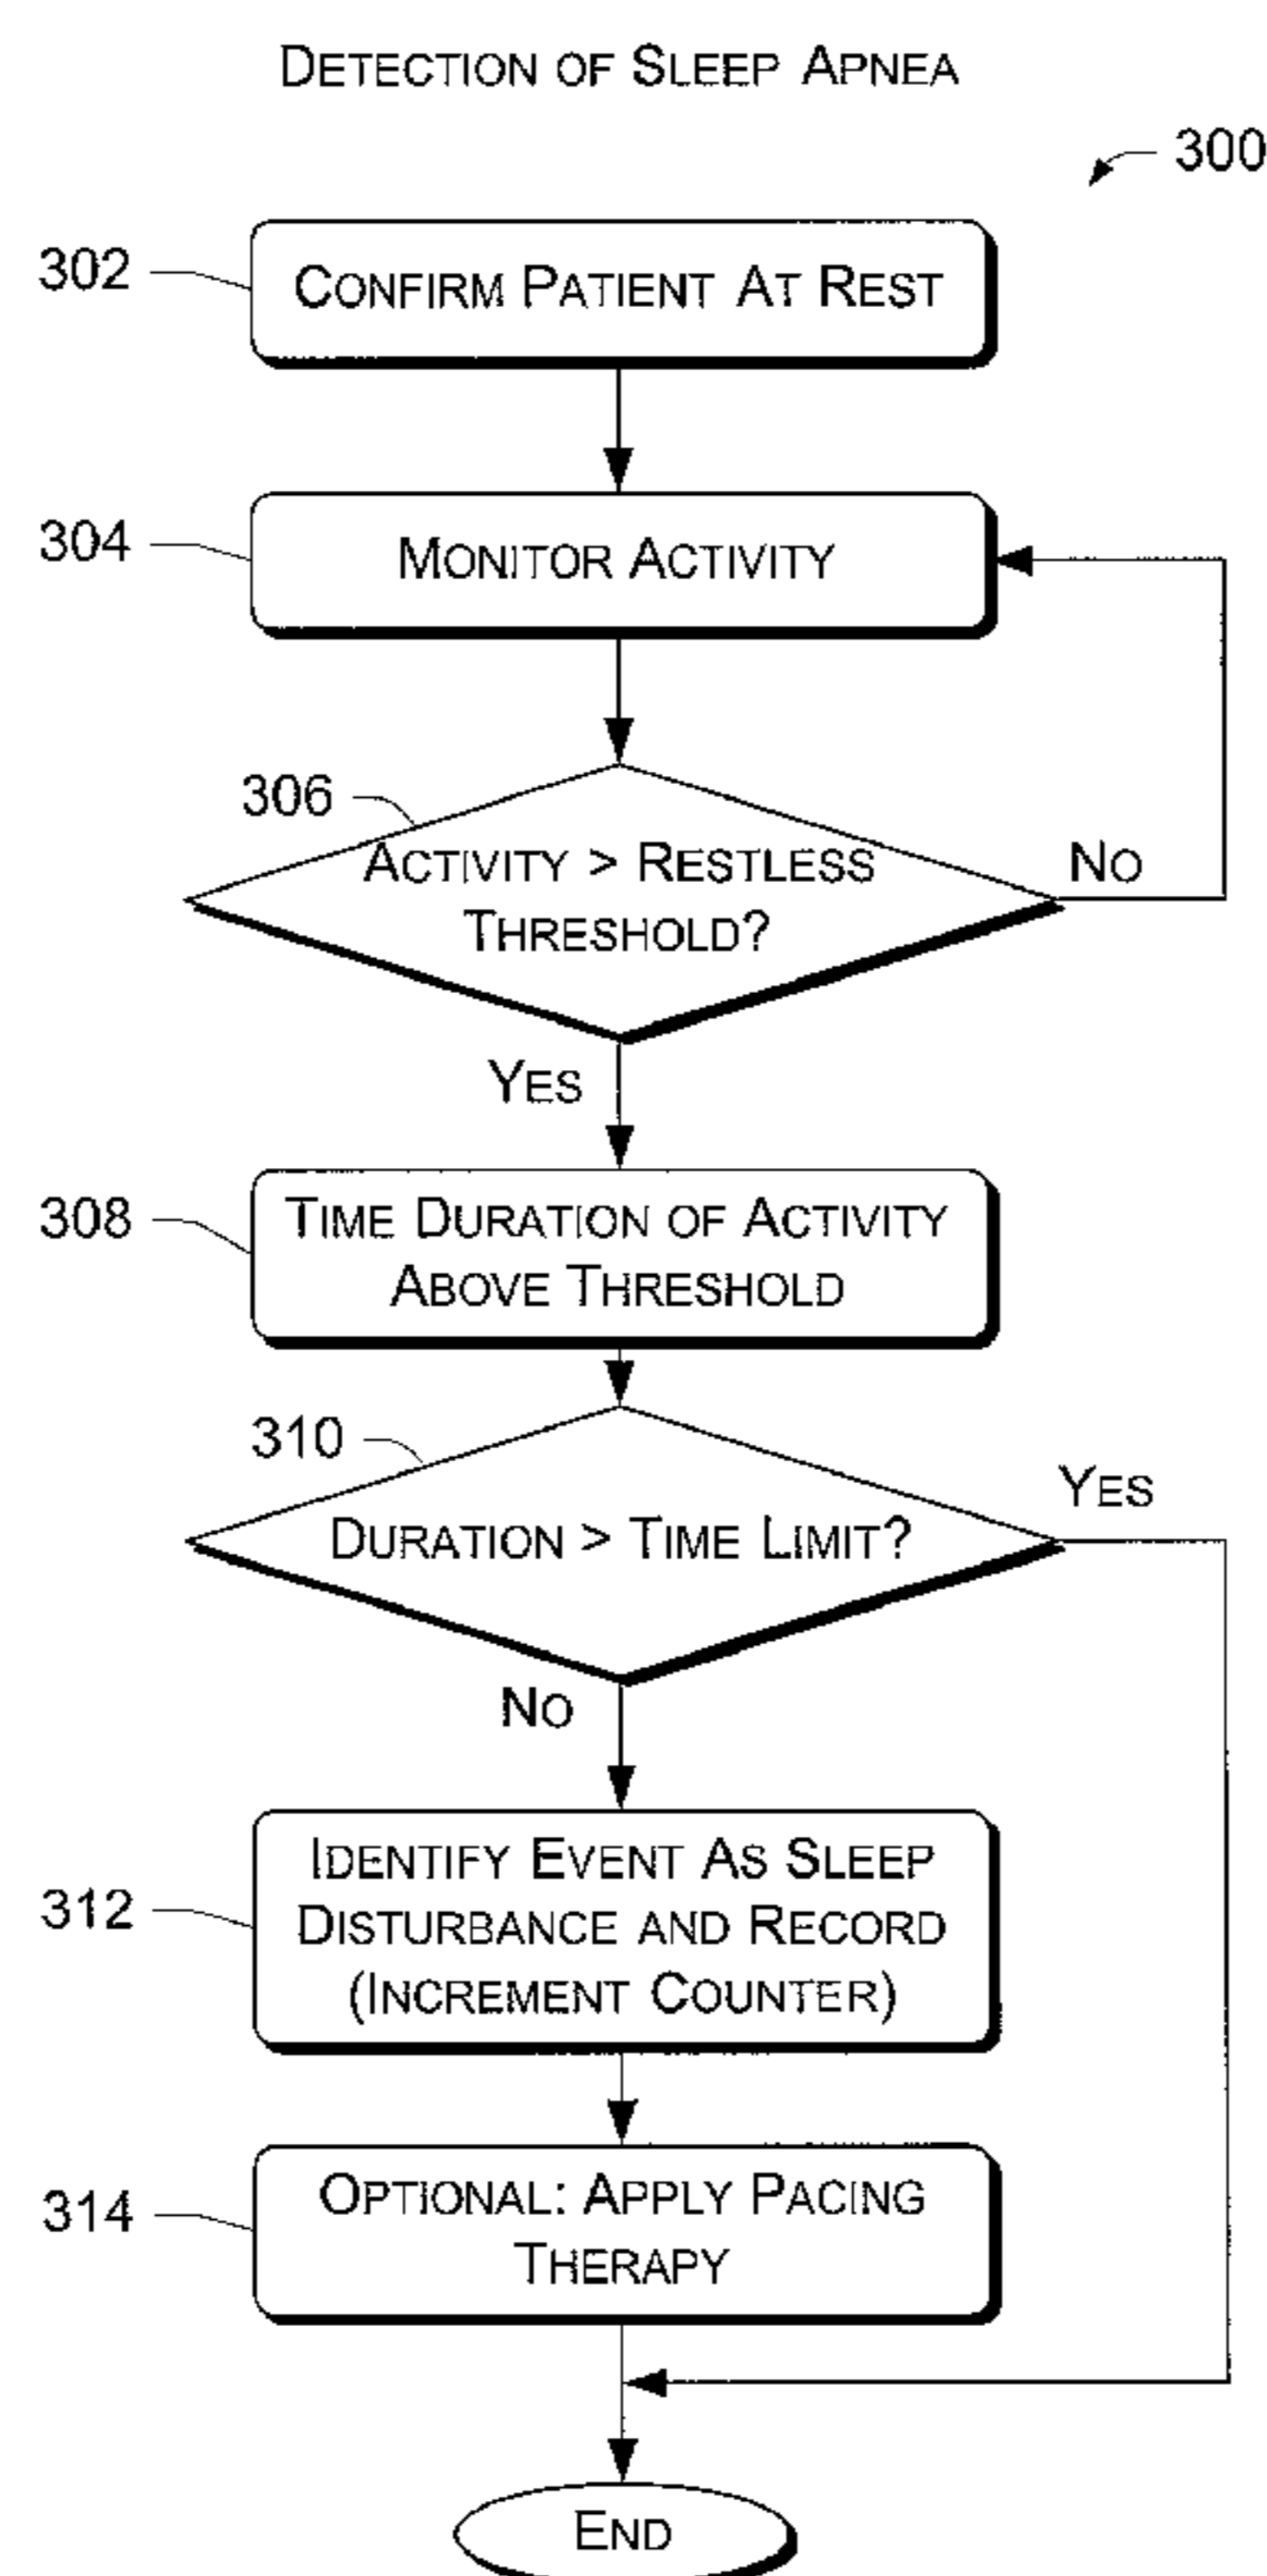 DETECTION OF SLEEP APNEA
300
302
CONFIRM PATIENT AT REST
304
MONITOR ACTIVITY
306
ACTIVITY > RESTLESS
THRESHOLD?
NO
YES
308
TIME DURATION OF ACTIVITY
ABOVE THRESHOLD
310
YES
DURATION > TIME LIMIT?
NO
312
IDENTIFY EVENT AS SLEEP
DISTURBANCE AND RECORD
(INCREMENT COUNTER)
314
OPTIONAL: APPLY PACING
THERAPY
END